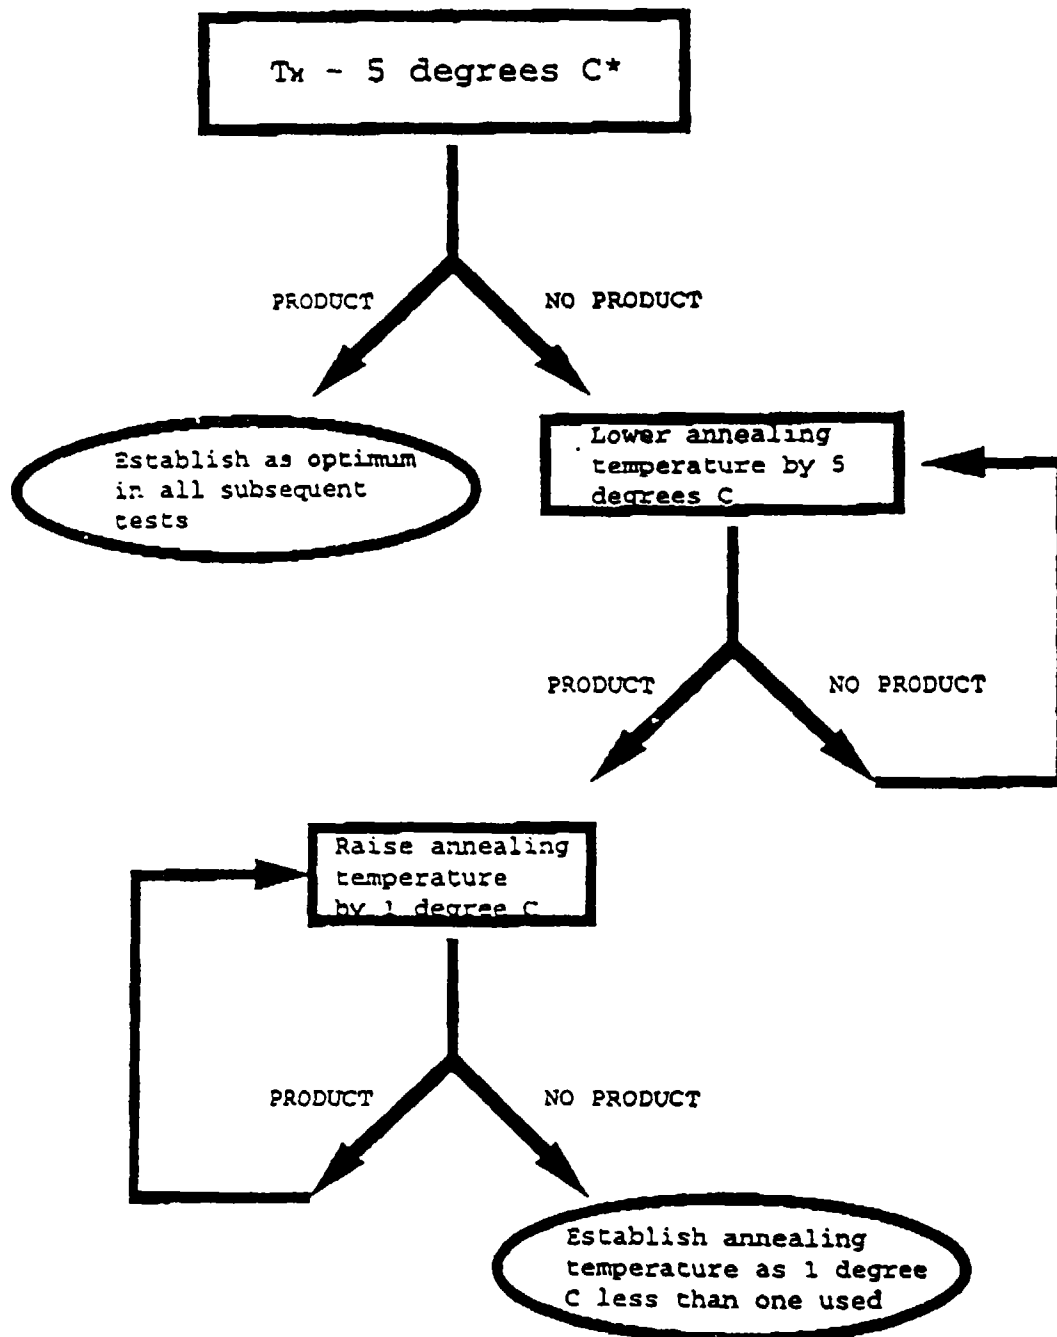 Tм - 5 degrees C*
PRODUCT
NO PRODUCT
Establish as optimum
in all subsequent
tests
Lower annealing
temperature by 5
degrees C
PRODUCT
NO PRODUCT
Raise annealing
temperature
by 1 degree C
PRODUCT
NO PRODUCT
Establish annealing
temperature as 1 degree
C less than one used